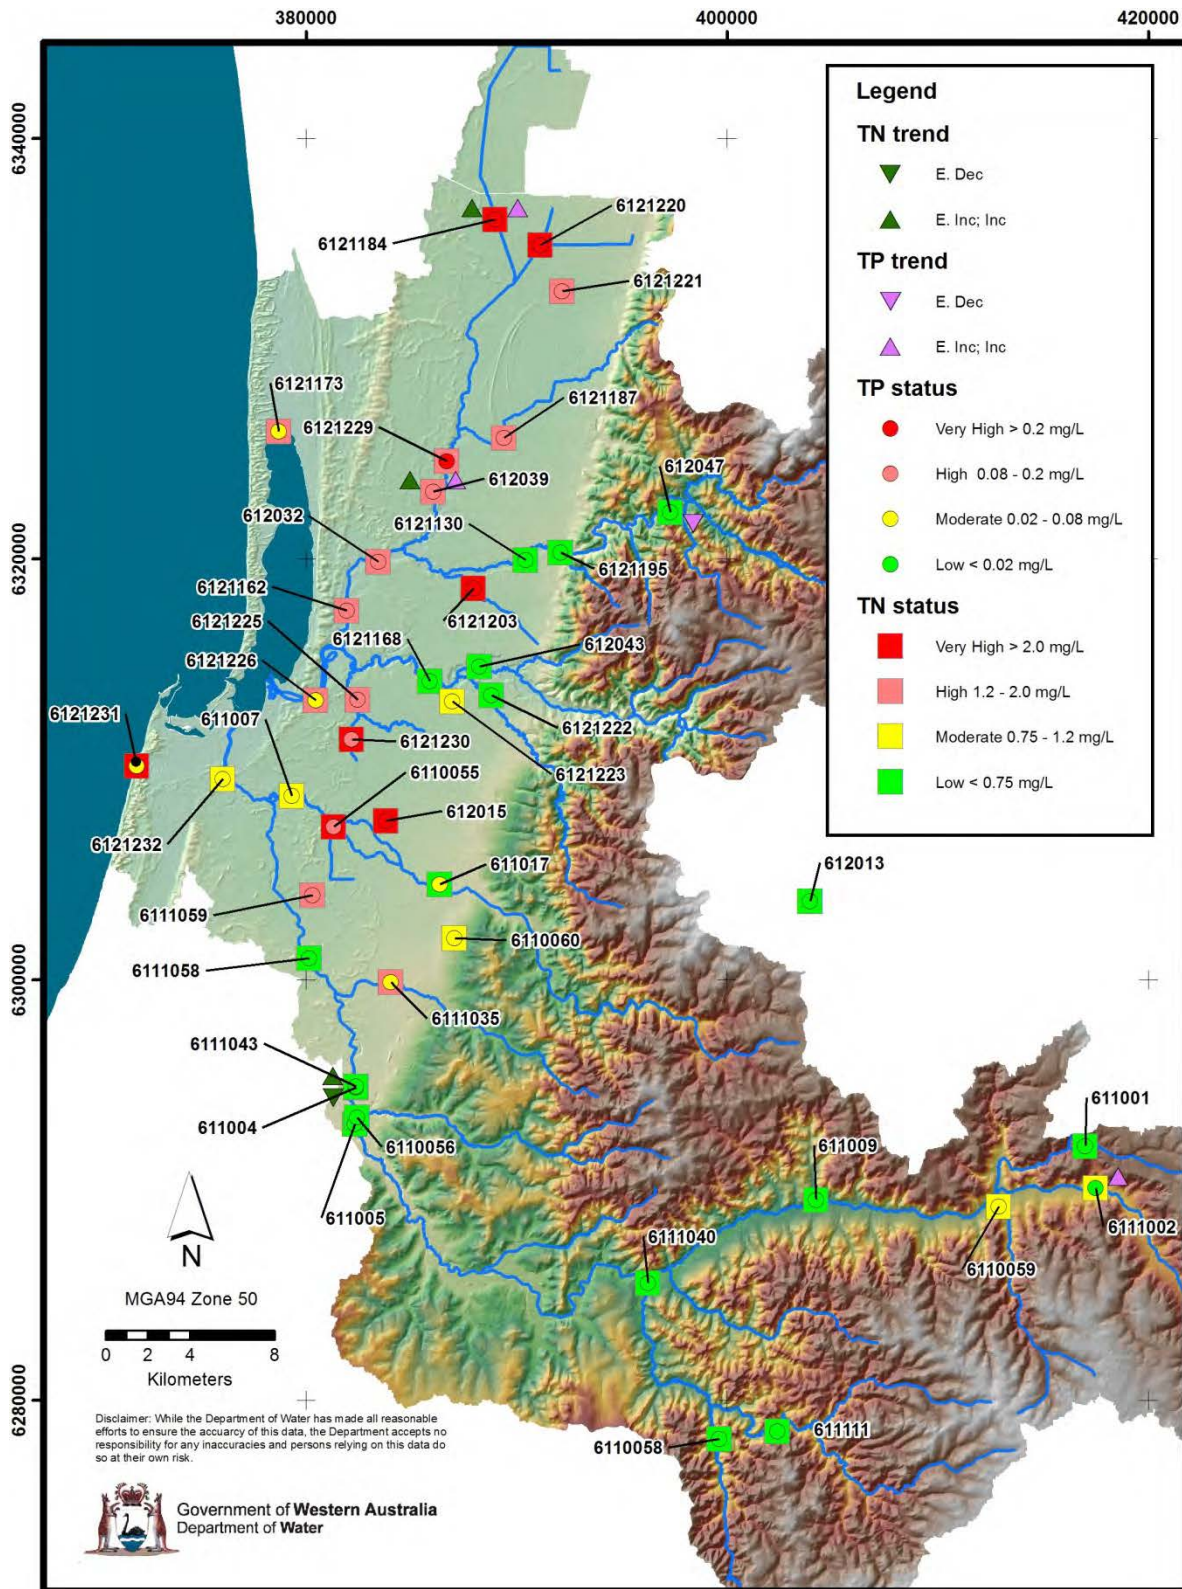 380000
400000
420000
6340000
6320000
6300000
6280000
Legend
TN trend
E. Dec
E. Inc; Inc
TP trend
E. Dec
E. Inc; Inc
TP status
Very High > 0.2 mg/L
High 0.08 - 0.2 mg/L
Moderate 0.02 - 0.08 mg/L
Low < 0.02 mg/L
TN status
Very High > 2.0 mg/L
High 1.2 - 2.0 mg/L
Moderate 0.75 - 1.2 mg/L
Low < 0.75 mg/L
6121220
6121184
6121221
6121173
6121187
6121229
612047
612039
612032
6121130
6121162
6121195
6121225
6121203
6121168
612043
6121226
6121231
611007
6121222
6121230
6110055
6121223
612015
6121232
611017
612013
6111059
6110060
6111058
6111035
6111043
611004
6110056
611001
611009
611005
6111002
6111040
6110059
611111
6110058
N
MGA94 Zone 50
0 2 4 8
Kilometers
Disclaimer: While the Department of Water has made all reasonable
efforts to ensure the accuarcy of this data, the Department accepts no
responsibility for any inaccuracies and persons relying on this data do
so at their own risk.
Government of Western Australia
Department of Water